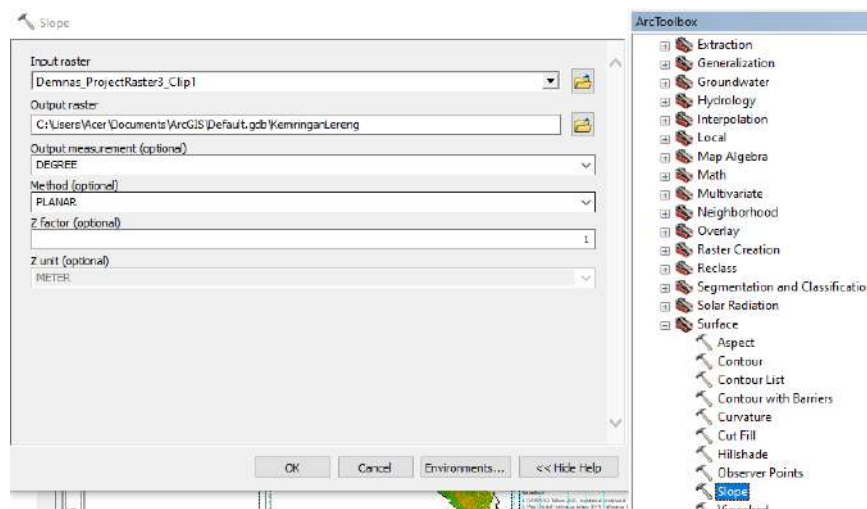 Slope
Input raster
Demnas_ProjectRaster3_Clip1
Output raster
C:\Users\Acer\Documents\ArcGIS\Default.gdb\KemiringanLereng
Output measurement (optional)
DEGREE
Method (optional)
PLANAR
Z factor (optional)
1
Z unit (optional)
METER
OK
Cancel
Environments...
<< Hide Help
ArcToolbox
Extraction
Generalization
Groundwater
Hydrology
Interpolation
Local
Map Algebra
Math
Multivariate
Neighborhood
Overlay
Raster Creation
Reclass
Segmentation and Classificatio
Solar Radiation
Surface
Aspect
Contour
Contour List
Contour with Barriers
Curvature
Cut Fill
Hillshade
Observer Points
Slope